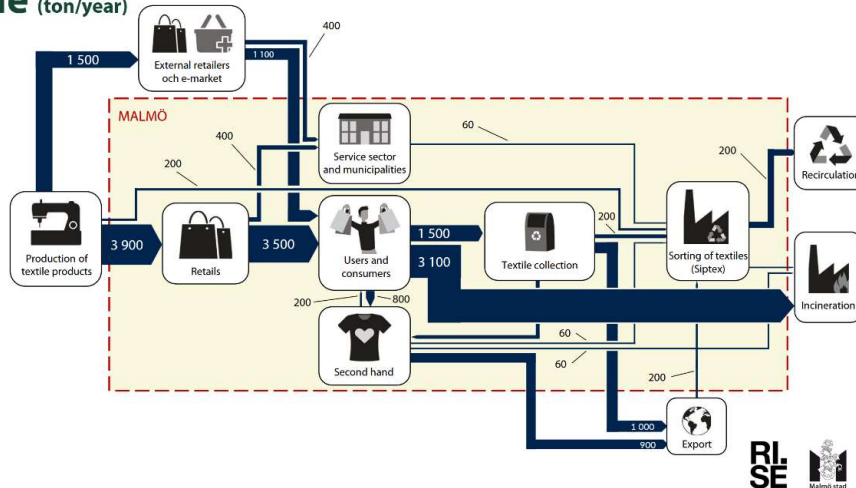 (ton/year)
400
1 500
1 100
External retailers
och e-market
MALMÖ
400
60
Service sector
and municipalities
200
200
Recirculation
3 900
Production of
textile products
Retails
3 500
Users and
consumers
1 500
3 100
Textile collection
200
Sorting of textiles
(Siptex)
Incineration
200
800
Second hand
60
60
200
1 000
900
Export
RI.
SE
Malmö stad